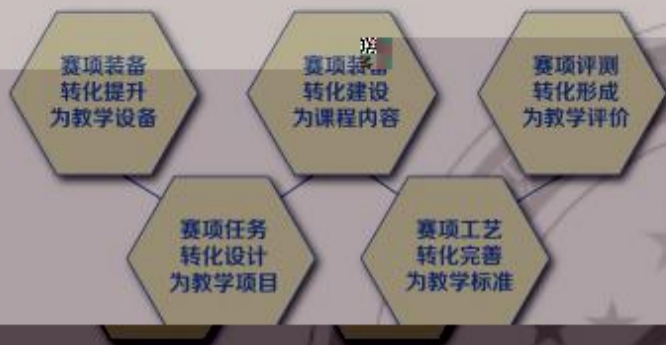 赛项装备
转化提升
为教学设备
赛项装
转化建设
为课程内容
赛项评测
转化形成
为教学评价
赛项任务
转化设计
为教学项目
赛项工艺
转化完善
为教学标准